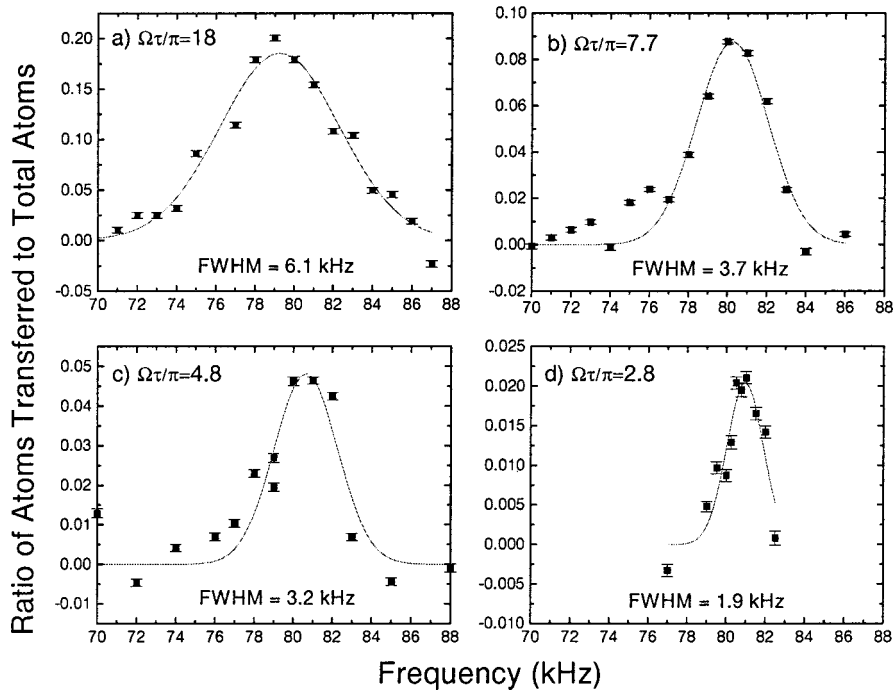 Ratio of Atoms Transferred to Total Atoms
a) Ωτ/π=18
0.20
0.15
0.10
0.05
0.00
-0.05
FWHM = 6.1 kHz
70 72 74 76 78 80 82 84 86 88
b) Ωτ/π=7.7
0.10
0.08
0.06
0.04
0.02
0.00
-0.02
FWHM = 3.7 kHz
70 72 74 76 78 80 82 84 86 88
c) Ωτ/π=4.8
0.05
0.04
0.03
0.02
0.01
0.00
-0.01
FWHM = 3.2 kHz
70 72 74 76 78 80 82 84 86 88
d) Ωτ/π=2.8
0.025
0.020
0.015
0.010
0.005
0.000
-0.005
-0.010
FWHM = 1.9 kHz
70 72 74 76 78 80 82 84 86 88
Frequency (kHz)